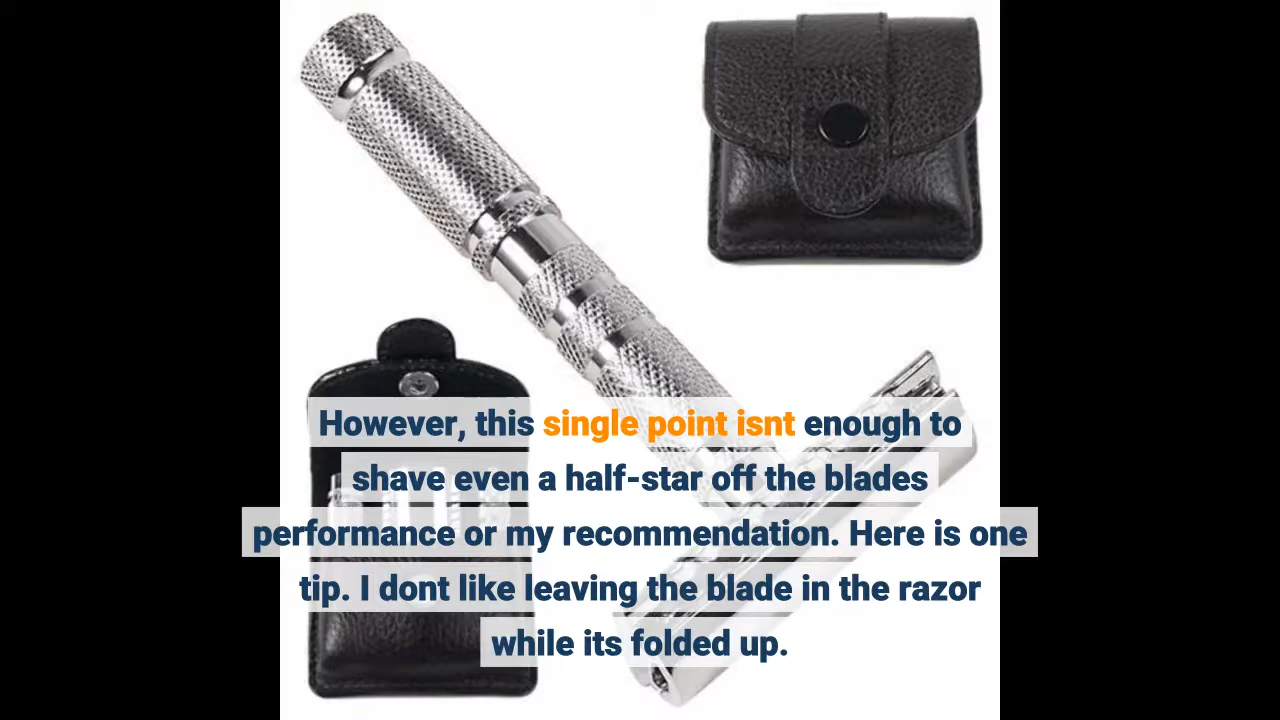 However, this single point isnt enough to
shave even a half-star off the blades
performance or my recommendation. Here is one
tip. I dont like leaving the blade in the razor
while its folded up.